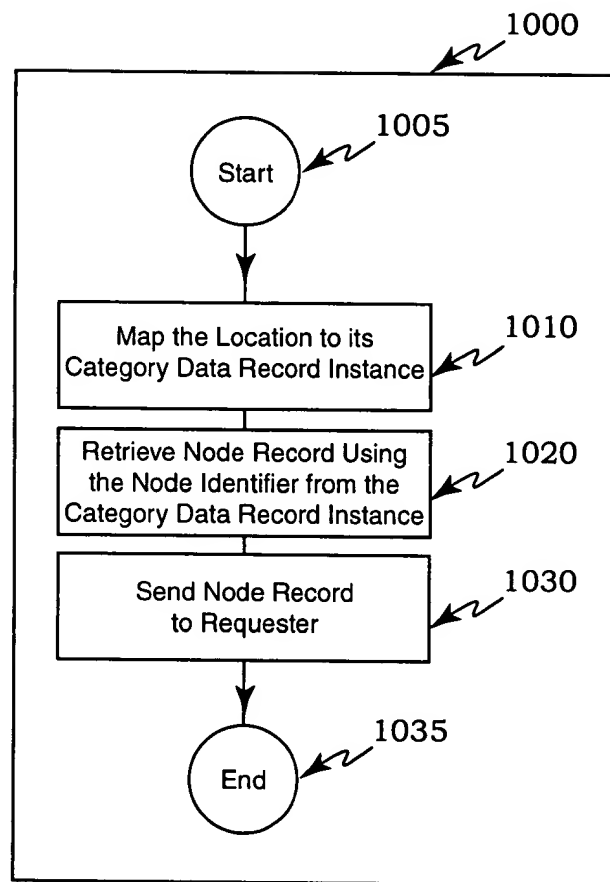 1000
1005
Start
Map the Location to its
Category Data Record Instance
1010
Retrieve Node Record Using
the Node Identifier from the
Category Data Record Instance
1020
Send Node Record
to Requester
1030
End
1035